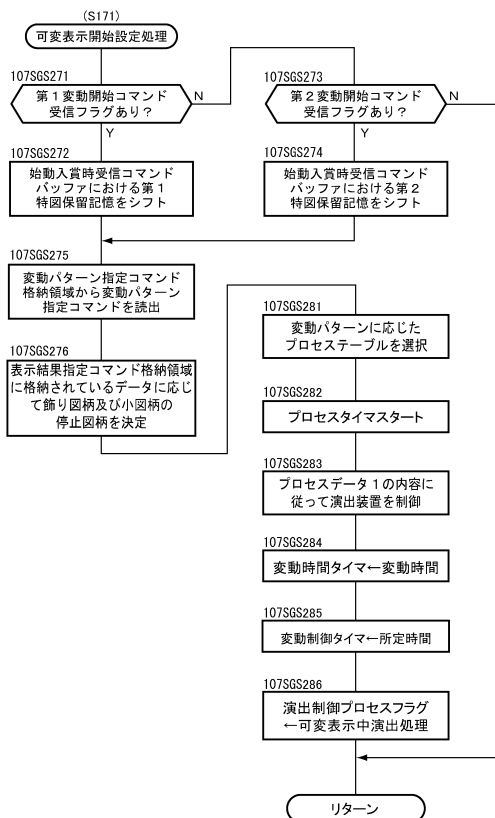 (S171)
可変表示開始設定処理
107SGS271
第1変動開始コマンド
受信フラグあり?
N
Y
107SGS273
第2変動開始コマンド
受信フラグあり?
N
Y
107SGS272
始動入賞時受信コマンド
バッファにおける第1
特図保留記憶をシフト
107SGS274
始動入賞時受信コマンド
バッファにおける第2
特図保留記憶をシフト
107SGS275
変動パターン指定コマンド
格納領域から変動パターン
指定コマンドを読出
107SGS276
表示結果指定コマンド格納領域
に格納されているデータに応じ
て飾り図柄及び小図柄の
停止図柄を決定
107SGS281
変動パターンに応じた
プロセステーブルを選択
107SGS282
プロセスタイマスタート
107SGS283
プロセスデータ1の内容に
従って演出装置を制御
107SGS284
変動時間タイマ←変動時間
107SGS285
変動制御タイマ←所定時間
107SGS286
演出制御プロセスフラグ
←可変表示中演出処理
リターン